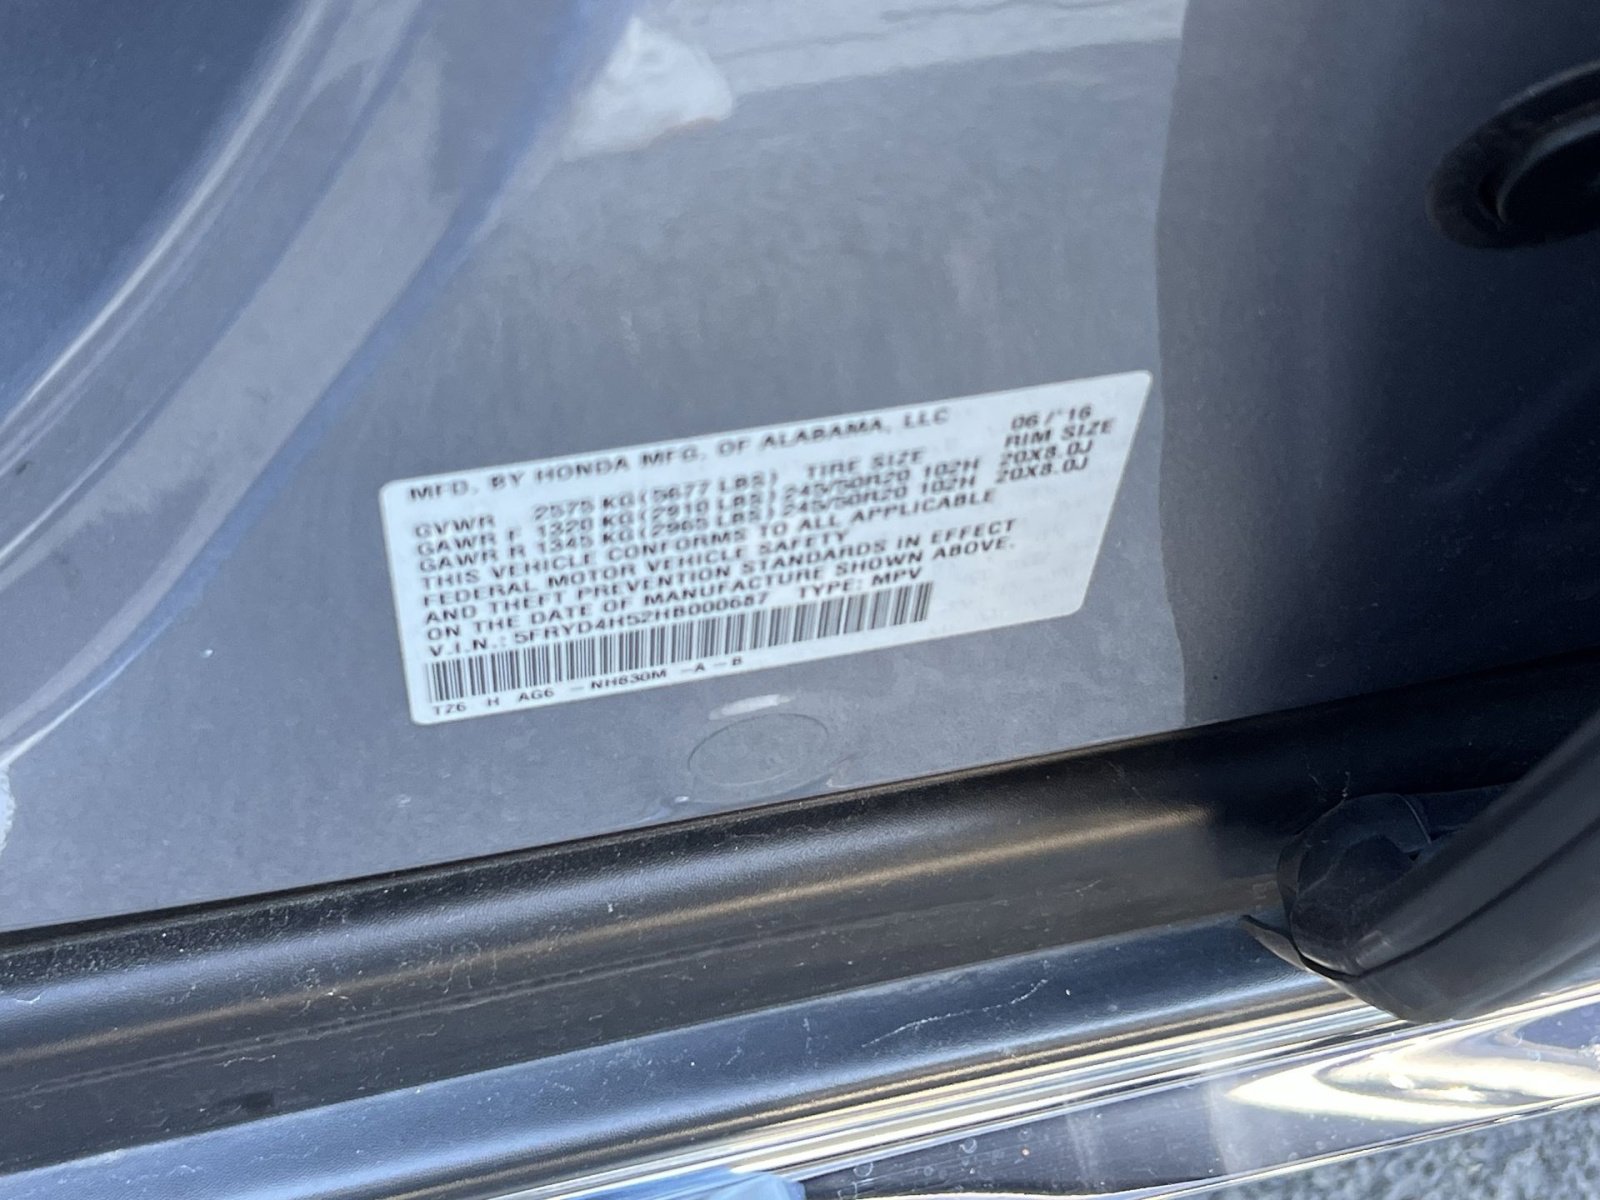 MFD. BY HONDA MFG. OF ALABAMA, LLC 06/'16
GVWR 2575 KG(5677 LBS) TIRE SIZE RIM SIZE
GAWR F 1320 KG(2910 LBS)245/50R20 102H 20X8.0J
GAWR R 1345 KG(2965 LBS)245/50R20 102H 20X8.0J
THIS VEHICLE CONFORMS TO ALL APPLICABLE
FEDERAL MOTOR VEHICLE SAFETY
AND THEFT PREVENTION STANDARDS IN EFFECT
ON THE DATE OF MANUFACTURE SHOWN ABOVE.
V.I.N.: 5FRYD4H52HB000687 TYPE: MPV
TZ6 H AG6 - NH830M -A-B